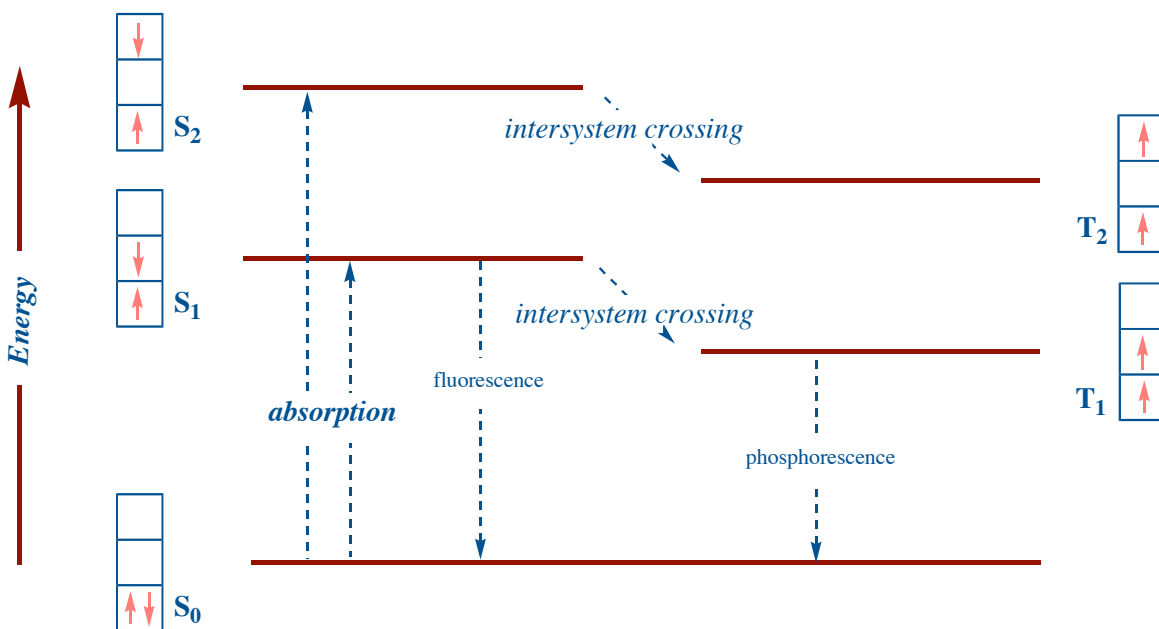 S2
intersystem crossing
T2
Energy
S1
intersystem crossing
fluorescence
absorption
T1
phosphorescence
S0